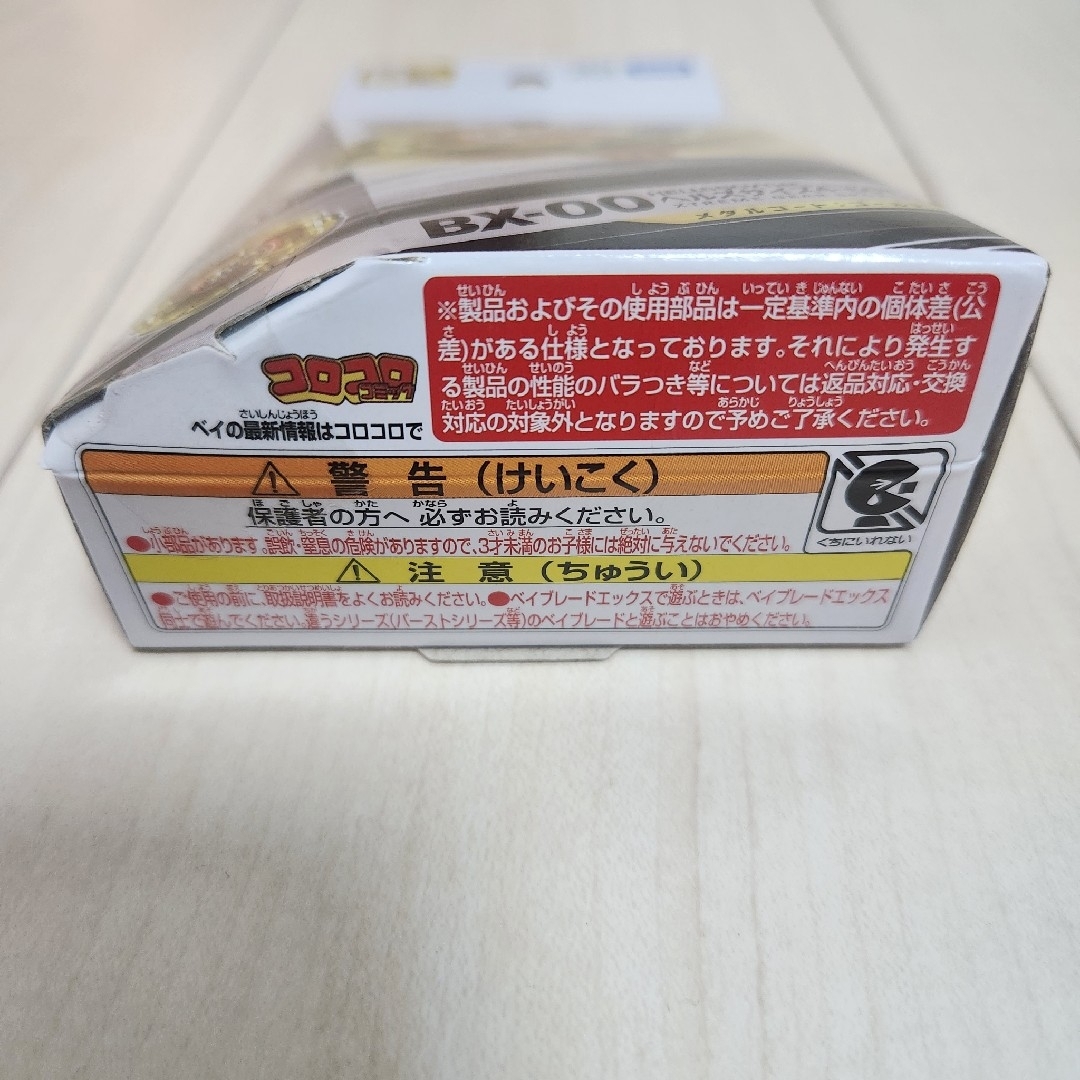 BX-00
ヘルズサイズ
メタルコート:ゴールド
※製品およびその使用部品は一定基準内の個体差(公
差)がある仕様となっております。それにより発生す
る製品の性能のバラつき等については返品対応・交換
対応の対象外となりますので予めご了承ください。
コロコロ
コミック
ベイの最新情報はコロコロで
⚠ 警告(けいこく)
保護者の方へ 必ずお読みください。
●小部品があります。誤飲・窒息の危険がありますので、3才未満のお子様には絶対に与えないでください。
くちにいれない
⚠ 注意(ちゅうい)
●ご使用の前に、取扱説明書をよくお読みください。●ベイブレードエックスで遊ぶときは、ベイブレードエックス
同士で遊んでください。違うシリーズ(バーストシリーズ等)のベイブレードと遊ぶことはおやめください。